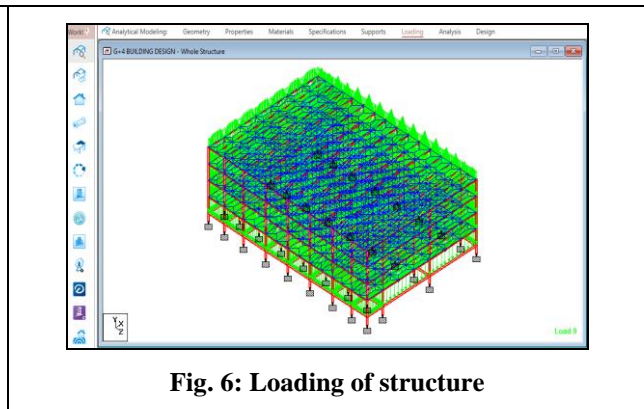 Analytical Modeling: Geometry Properties Materials Specifications Supports Loading Analysis Design
G+4 BUILDING DESIGN - Whole Structure
Y X
Z
Load 9
Fig. 6: Loading of structure